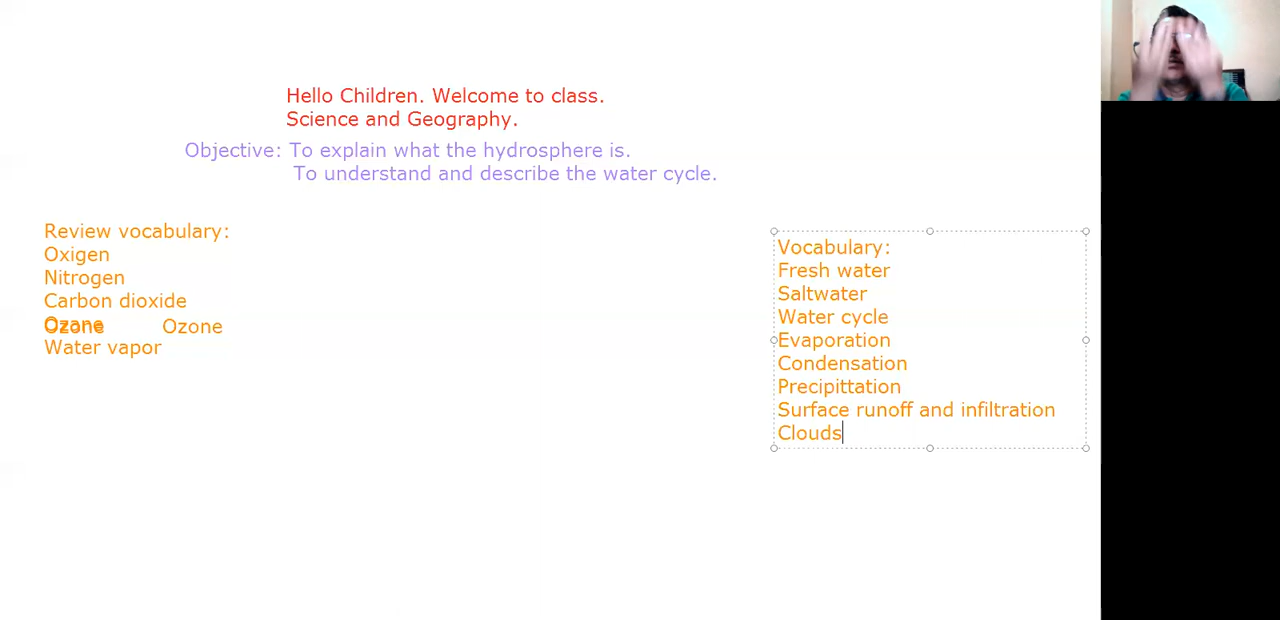 Hello Children. Welcome to class.
Science and Geography.
Objective: To explain what the hydrosphere is.
To understand and describe the water cycle.
Review vocabulary:
Oxigen
Nitrogen
Carbon dioxide
Ozone Ozone
Water vapor
Vocabulary:
Fresh water
Saltwater
Water cycle
Evaporation
Condensation
Precipittation
Surface runoff and infiltration
Clouds